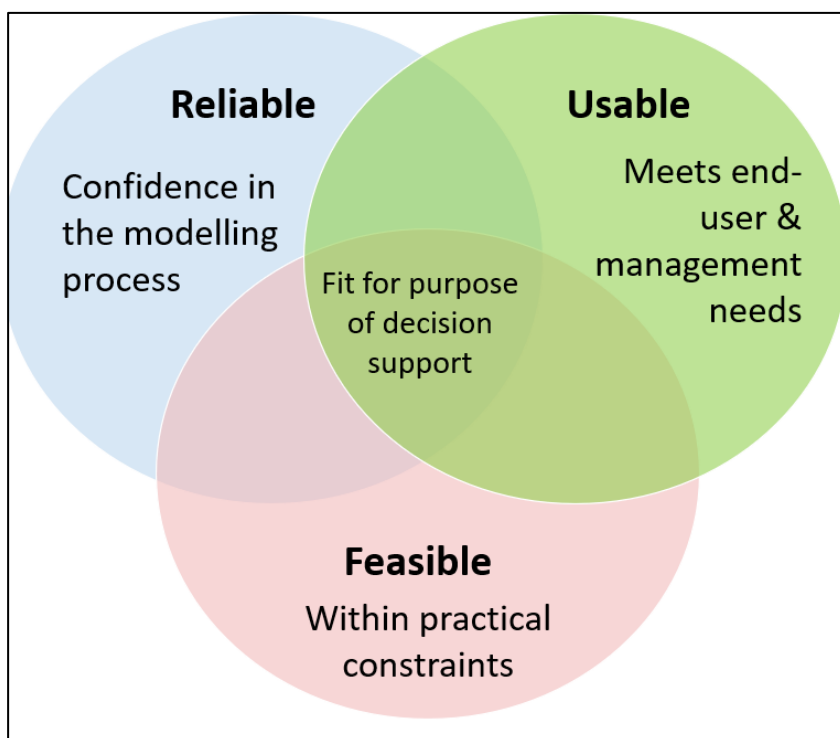 Reliable
Confidence in
the modelling
process
Usable
Meets end-
user &
management
needs
Fit for purpose
of decision
support
Feasible
Within practical
constraints